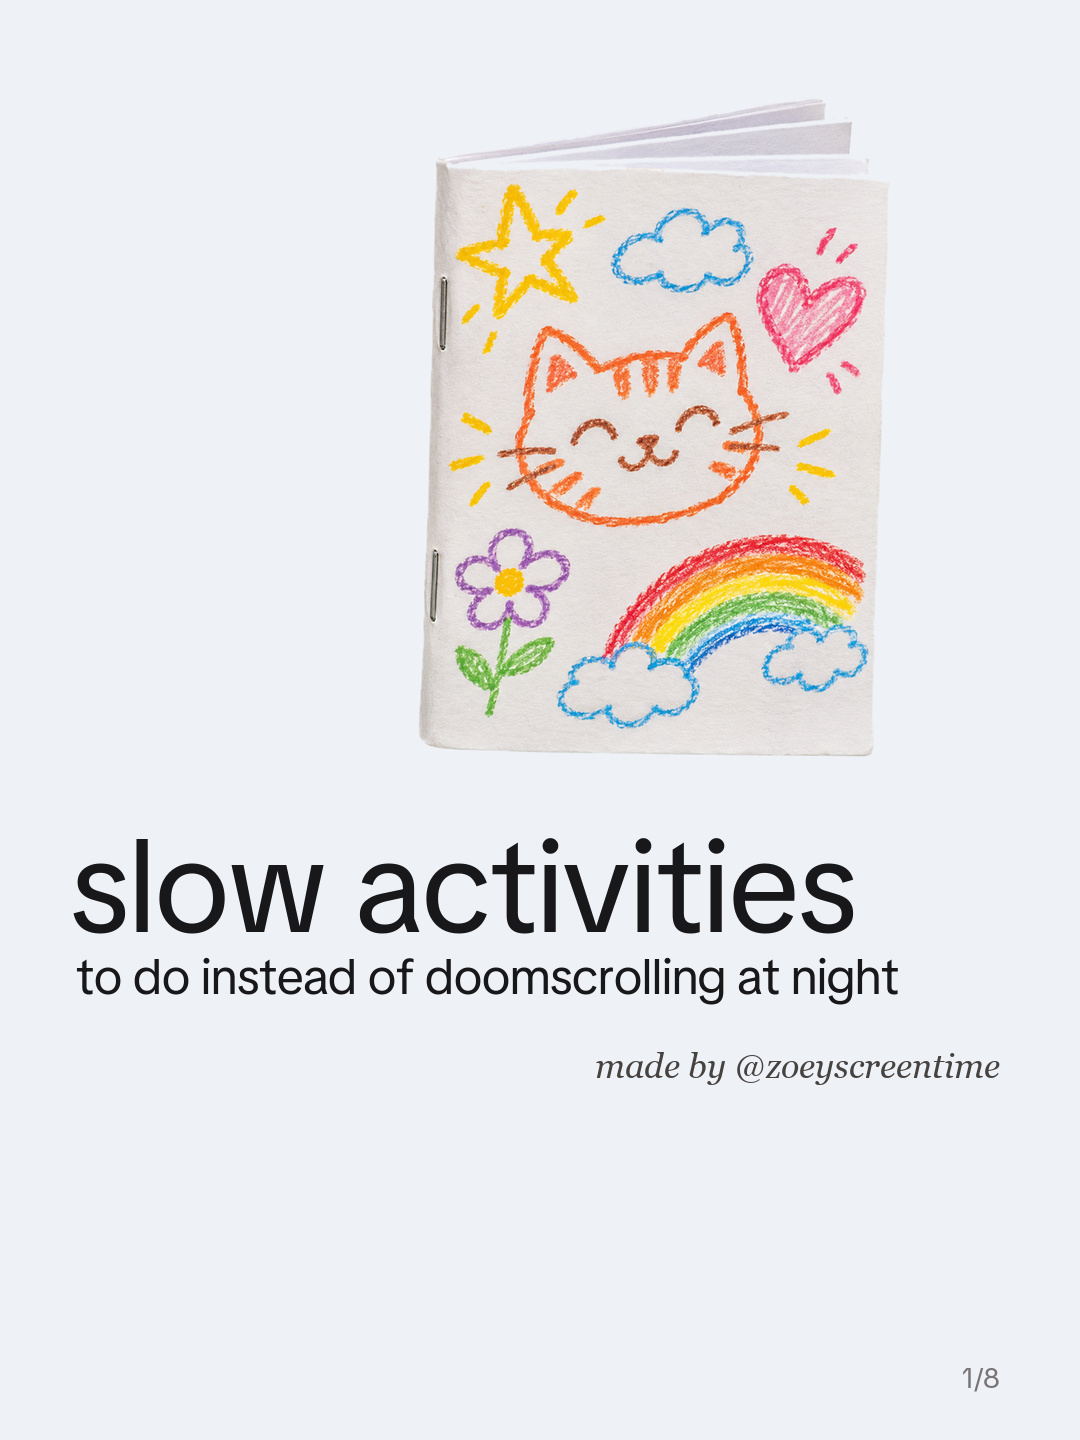 slow activities
to do instead of doomscrolling at night
made by @zoeyscreentime
1/8